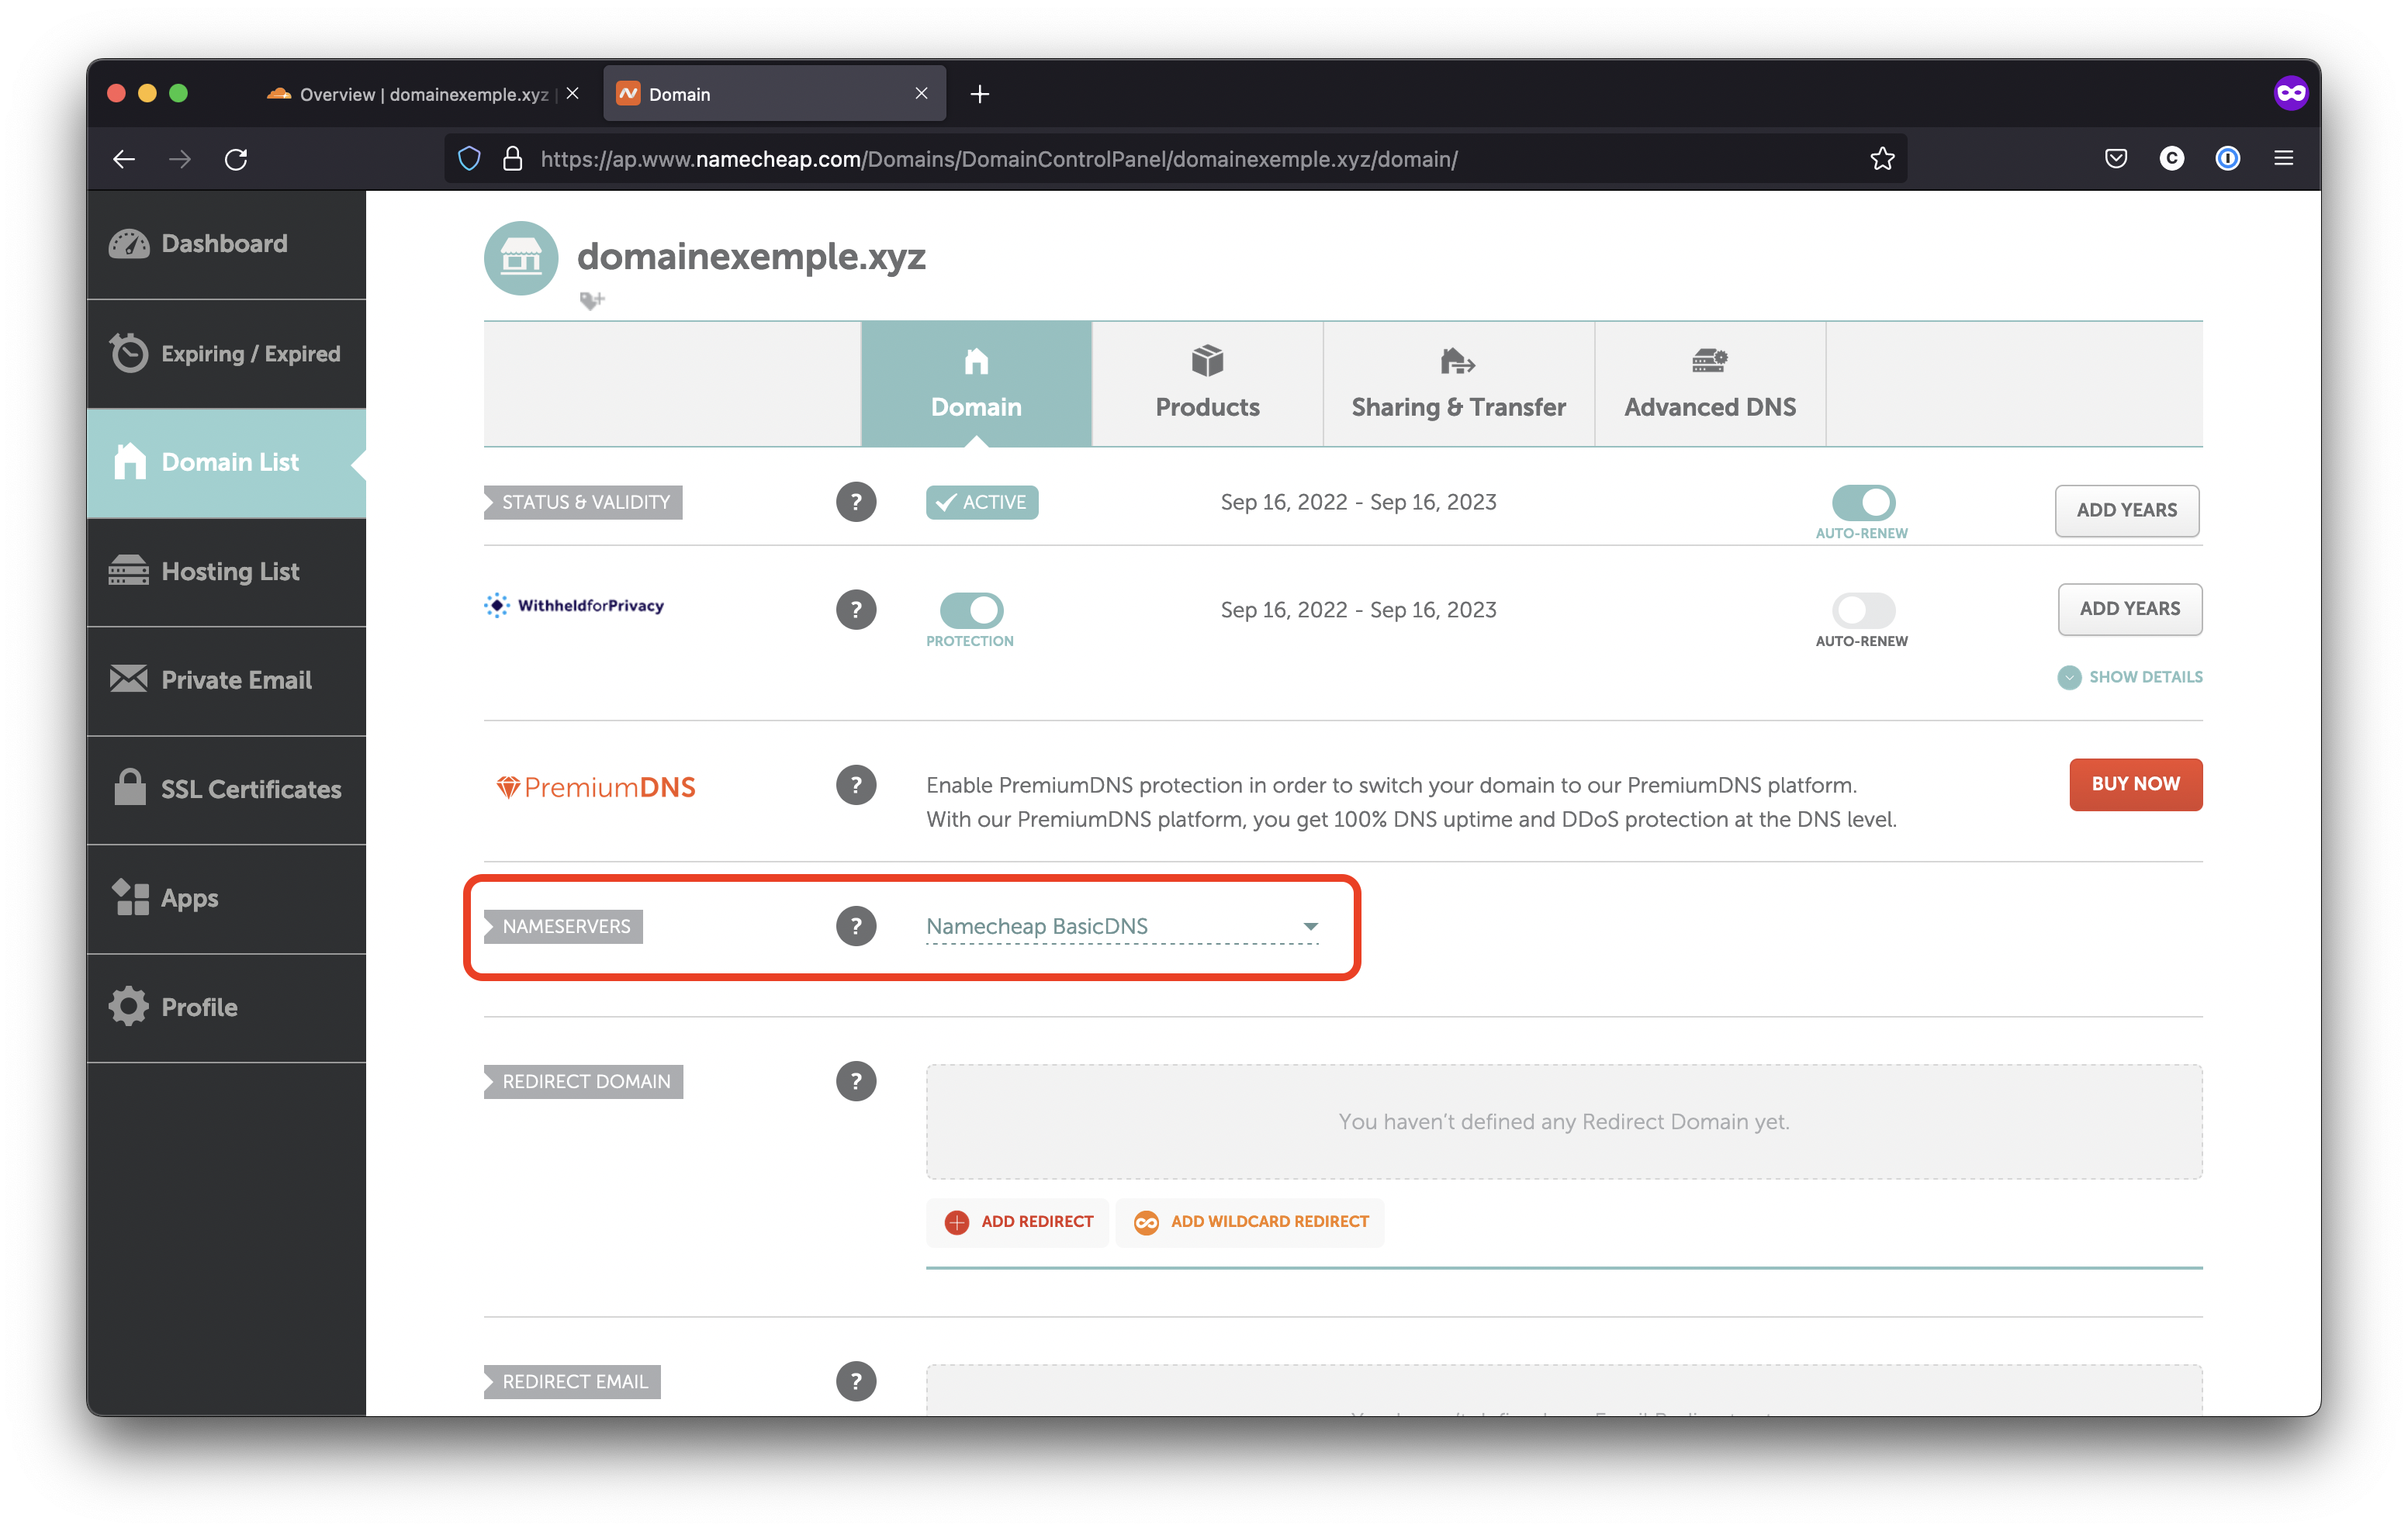 Overview | domainexemple.xyz |
Domain
https://ap.www.namecheap.com/Domains/DomainControlPanel/domainexemple.xyz/domain/
Dashboard
Expiring / Expired
Domain List
Hosting List
Private Email
SSL Certificates
Apps
Profile
domainexemple.xyz
Domain
Products
Sharing & Transfer
Advanced DNS
STATUS & VALIDITY
?
ACTIVE
Sep 16, 2022 - Sep 16, 2023
AUTO-RENEW
ADD YEARS
WithheldforPrivacy
?
PROTECTION
Sep 16, 2022 - Sep 16, 2023
AUTO-RENEW
ADD YEARS
SHOW DETAILS
PremiumDNS
?
Enable PremiumDNS protection in order to switch your domain to our PremiumDNS platform.
With our PremiumDNS platform, you get 100% DNS uptime and DDoS protection at the DNS level.
BUY NOW
NAMESERVERS
?
Namecheap BasicDNS
REDIRECT DOMAIN
?
You haven't defined any Redirect Domain yet.
ADD REDIRECT
ADD WILDCARD REDIRECT
REDIRECT EMAIL
?